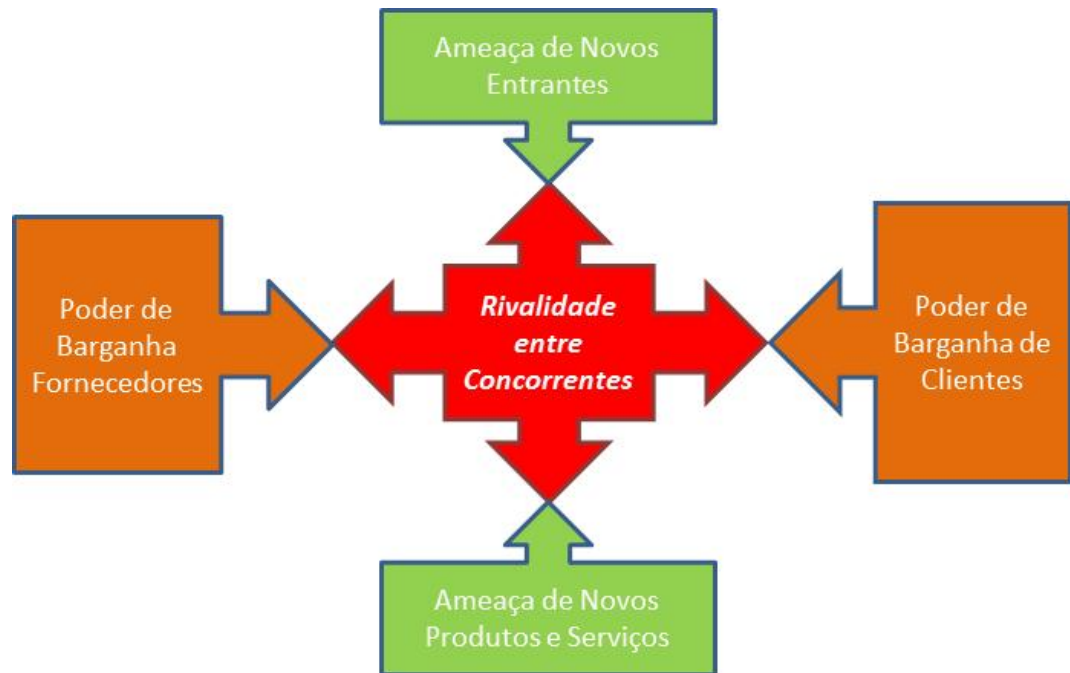 Ameaça de Novos
Entrantes
Poder de
Barganha
Fornecedores
Rivalidade
entre
Concorrentes
Poder de
Barganha de
Clientes
Ameaça de Novos
Produtos e Serviços